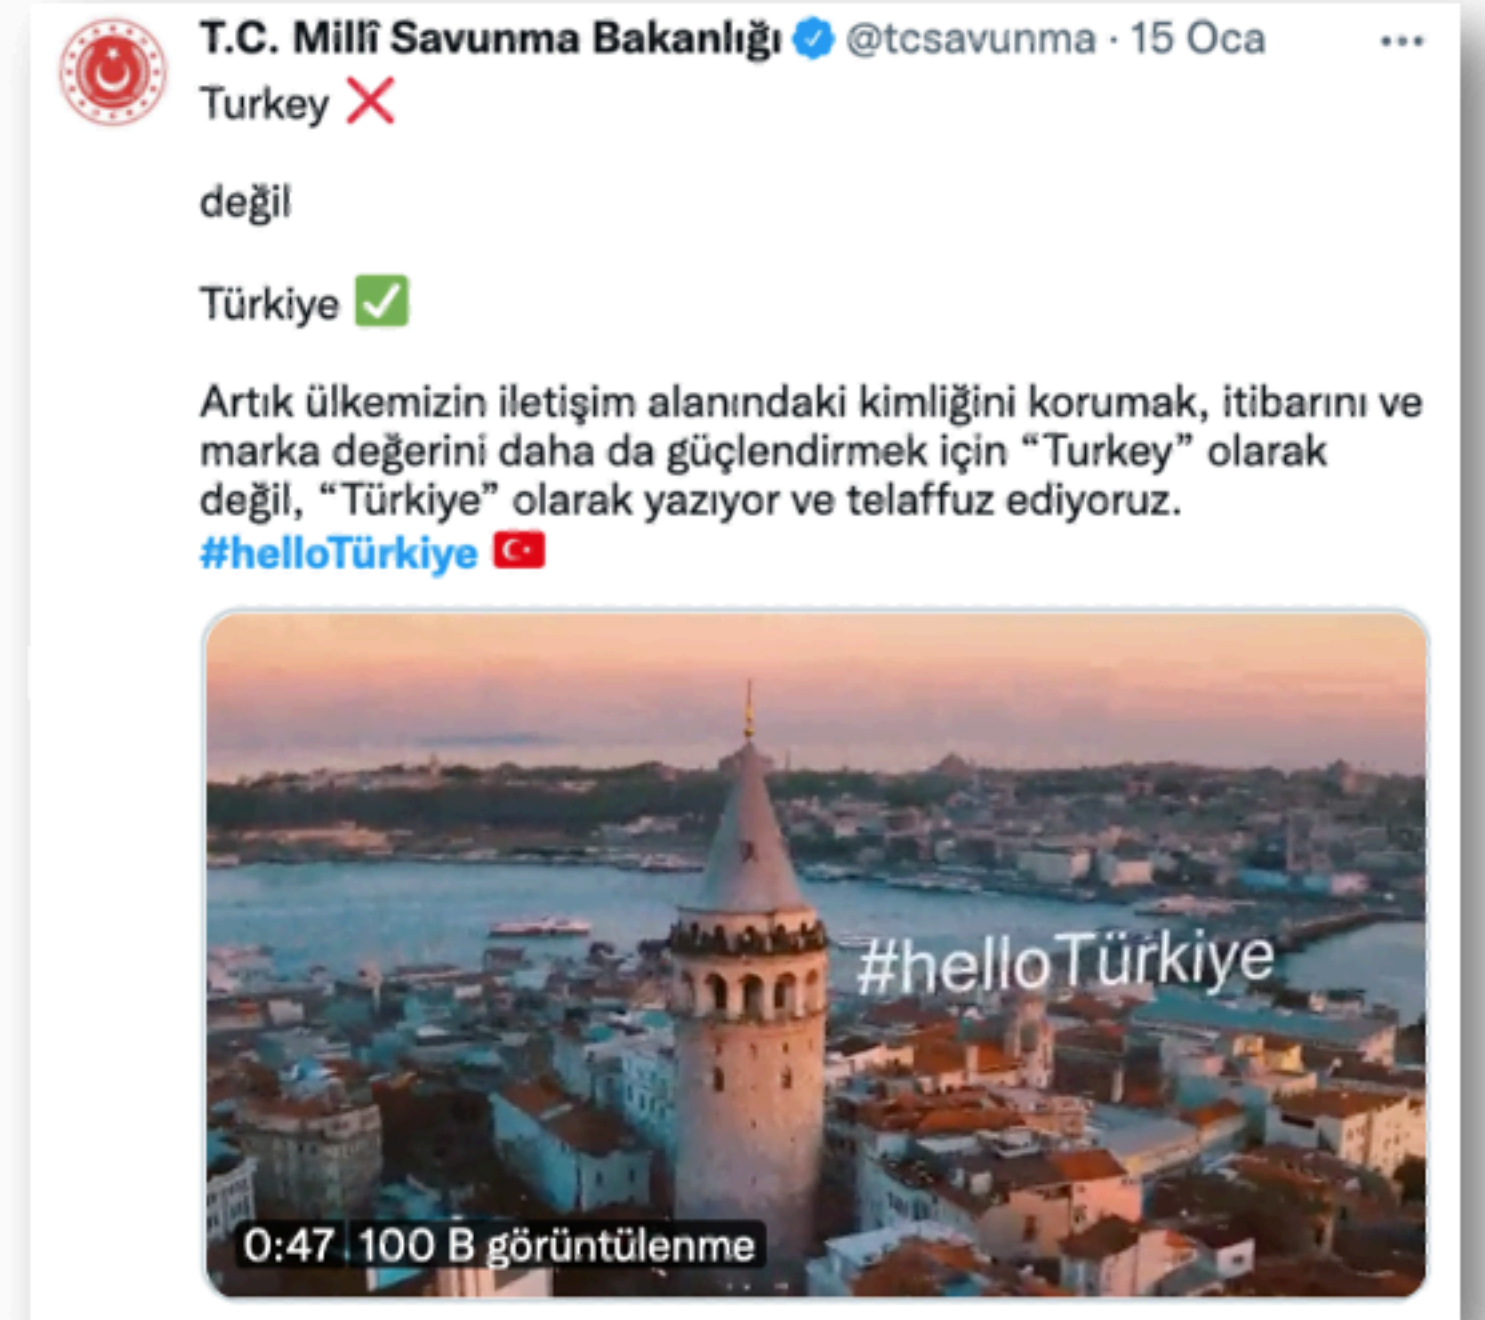 T.C. Millî Savunma Bakanlığı @tcsavunma · 15 Oca
Turkey ❌
değil
Türkiye ✅
Artık ülkemizin iletişim alanındaki kimliğini korumak, itibarını ve
marka değerini daha da güçlendirmek için “Turkey” olarak
değil, “Türkiye” olarak yazıyor ve telaffuz ediyoruz.
#helloTürkiye 🇹🇷
#helloTürkiye
0:47 100 B görüntülenme